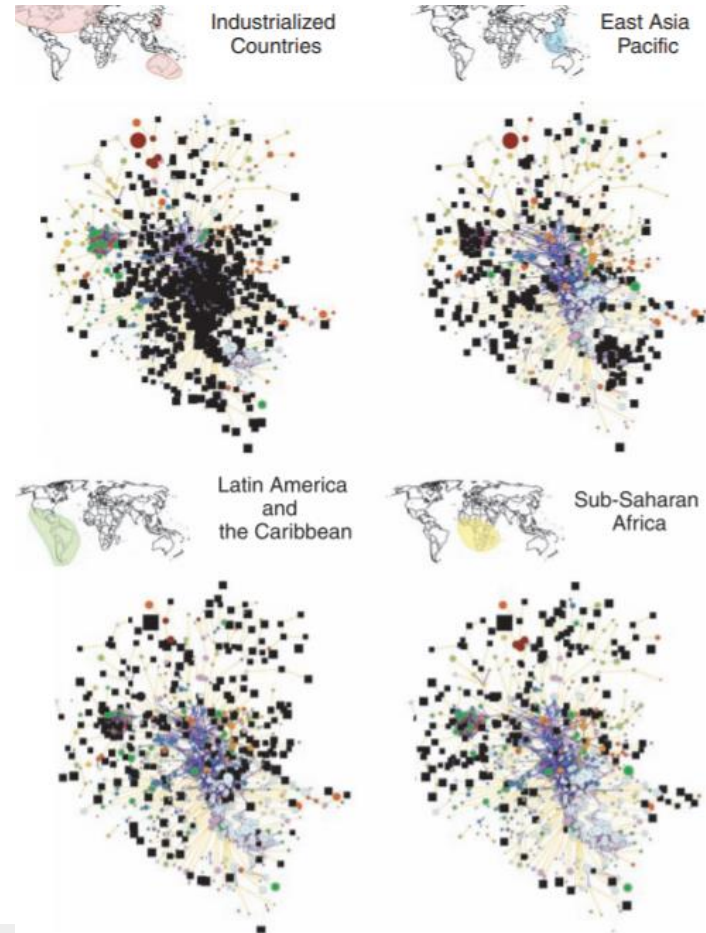 Industrialized
Countries
East Asia
Pacific
Latin America
and
the Caribbean
Sub-Saharan
Africa